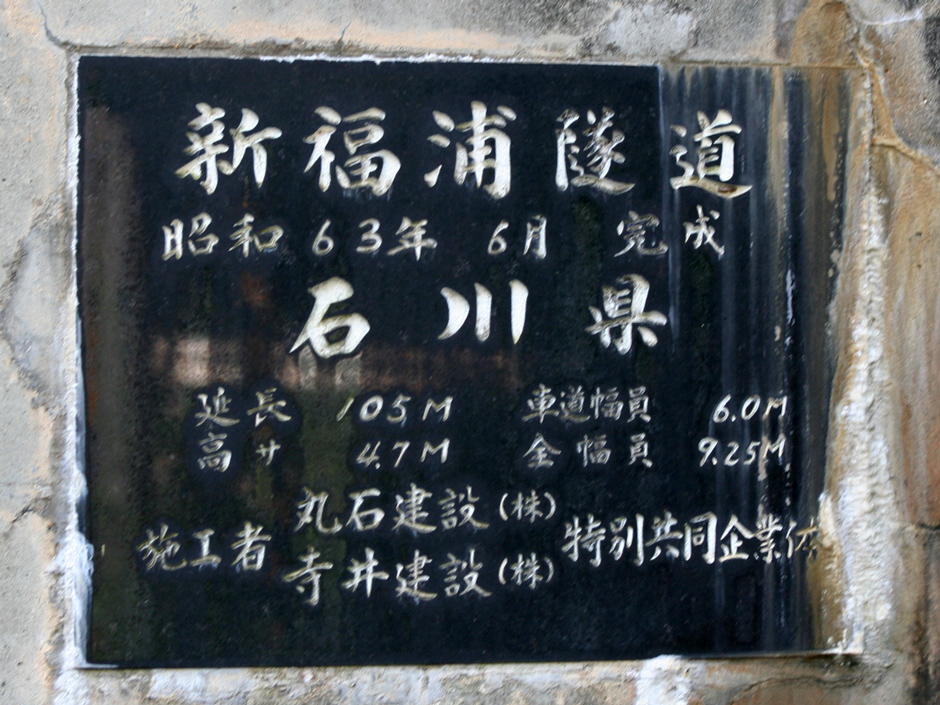 新福浦隧道
昭和63年 6月 完成
石川県
延長 105M 車道幅員 6.0M
高サ 4.7M 全幅員 9.25M
施工者 丸石建設(株) 特別共同企業体
寺井建設(株)